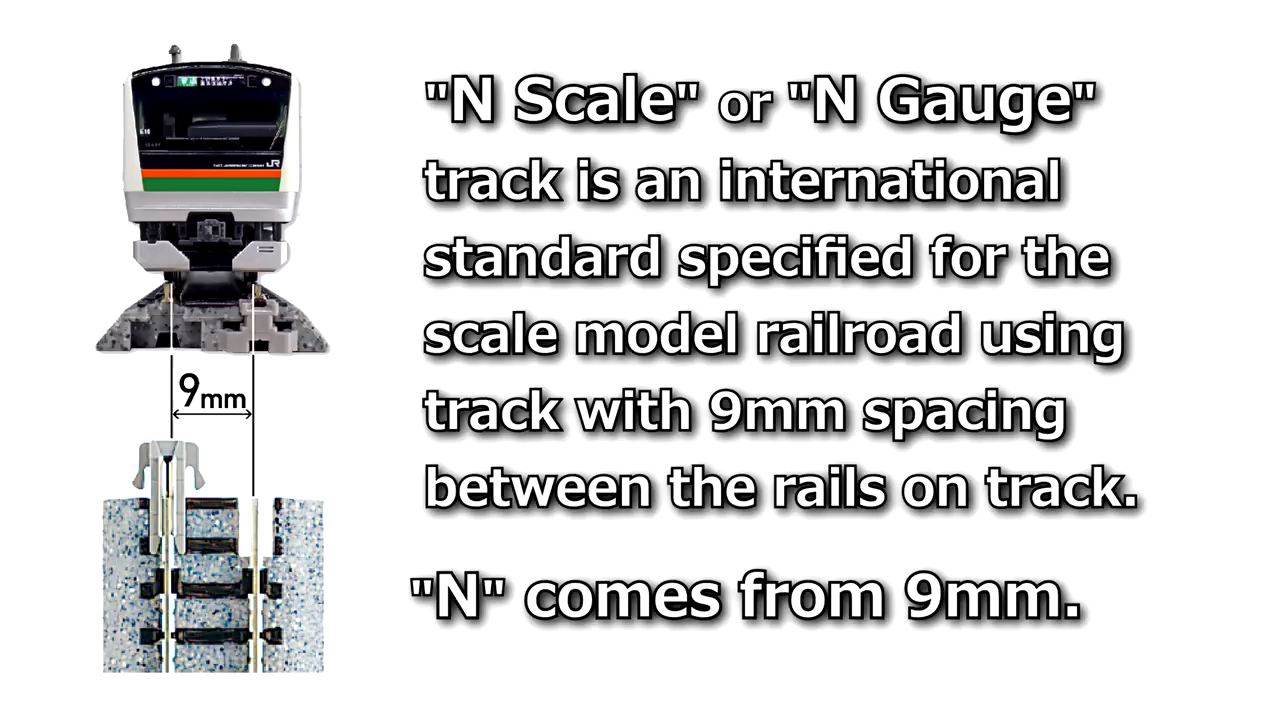 "N Scale" or "N Gauge"
track is an international
standard specified for the
scale model railroad using
track with 9mm spacing
between the rails on track.
"N" comes from 9mm.
JR
9mm